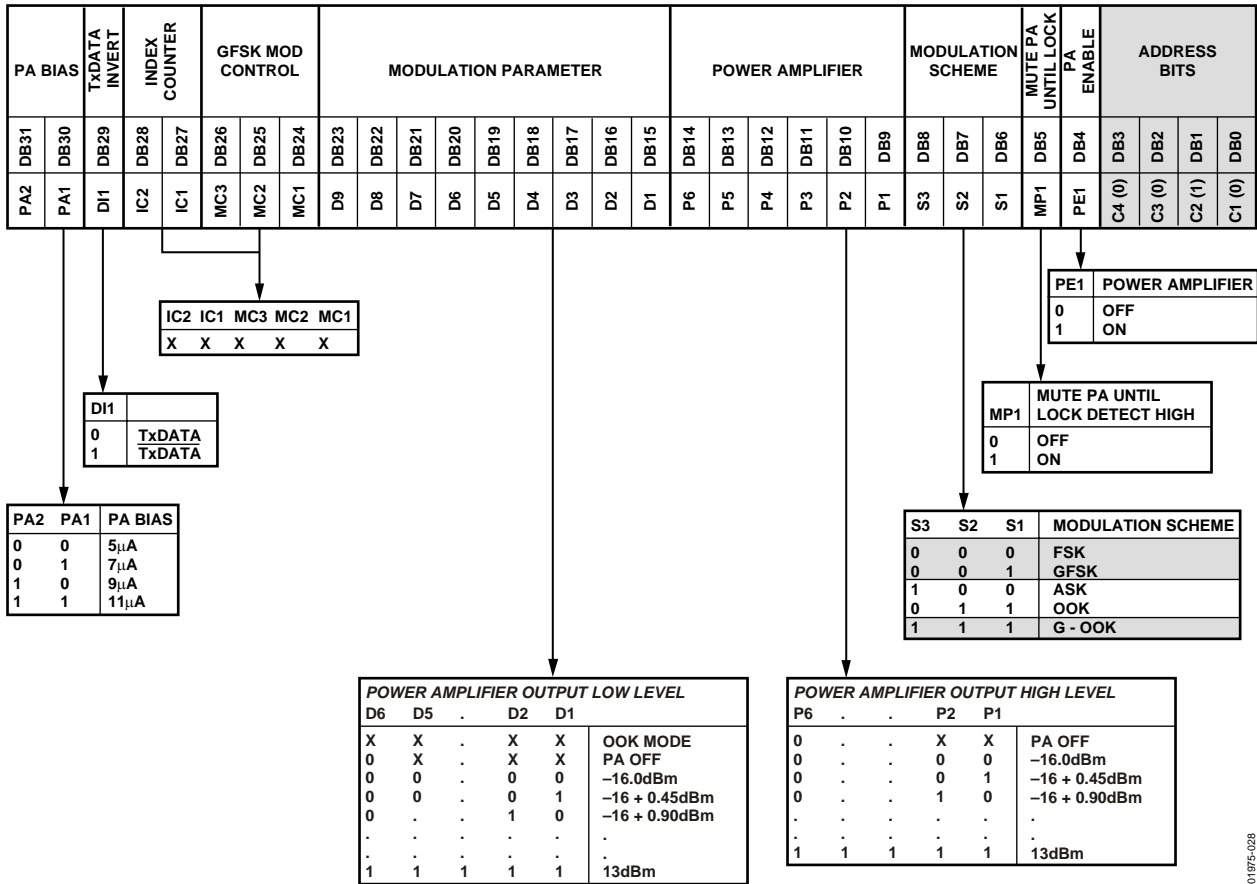 PA BIAS
TxDATA INVERT
INDEX COUNTER
GFSK MOD CONTROL
MODULATION PARAMETER
POWER AMPLIFIER
MODULATION SCHEME
MUTE PA UNTIL LOCK
PA ENABLE
ADDRESS BITS
DB31 DB30 DB29 DB28 DB27 DB26 DB25 DB24 DB23 DB22 DB21 DB20 DB19 DB18 DB17 DB16 DB15 DB14 DB13 DB12 DB11 DB10 DB9 DB8 DB7 DB6 DB5 DB4 DB3 DB2 DB1 DB0
PA2 PA1 DI1 IC2 IC1 MC3 MC2 MC1 D9 D8 D7 D6 D5 D4 D3 D2 D1 P6 P5 P4 P3 P2 P1 S3 S2 S1 MP1 PE1 C4 (0) C3 (0) C2 (1) C1 (0)
PE1 POWER AMPLIFIER
0 OFF
1 ON
IC2 IC1 MC3 MC2 MC1
X X X X X
MP1 MUTE PA UNTIL LOCK DETECT HIGH
0 OFF
1 ON
DI1
0 TxDATA
1 TxDATA
PA2 PA1 PA BIAS
0 0 5μA
0 1 7μA
1 0 9μA
1 1 11μA
S3 S2 S1 MODULATION SCHEME
0 0 0 FSK
0 0 1 GFSK
1 0 0 ASK
0 1 1 OOK
1 1 1 G - OOK
POWER AMPLIFIER OUTPUT LOW LEVEL
D6 D5 . D2 D1
X X . X X OOK MODE
0 X . X X PA OFF
0 0 . 0 0 –16.0dBm
0 0 . 0 1 –16 + 0.45dBm
0 . . 1 0 –16 + 0.90dBm
. . . . . .
. . . . . .
1 1 1 1 1 13dBm
POWER AMPLIFIER OUTPUT HIGH LEVEL
P6 . . P2 P1
0 . . X X PA OFF
0 . . 0 0 –16.0dBm
0 . . 0 1 –16 + 0.45dBm
0 . . 1 0 –16 + 0.90dBm
. . . . . .
. . . . . .
1 1 1 1 1 13dBm
01975-028